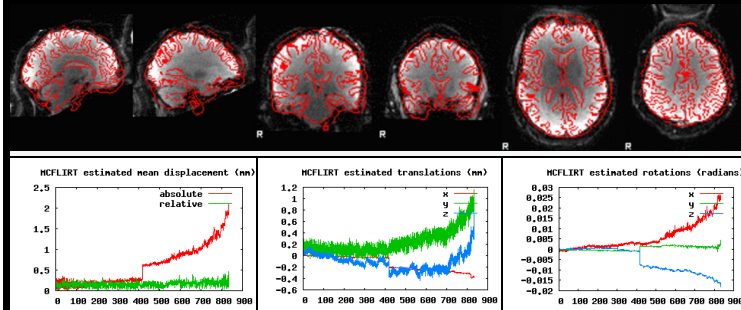 R R R R
MCFLIRT estimated mean displacement (mm)
2.5
2
1.5
1
0.5
0
absolute
relative
0 100 200 300 400 500 600 700 800 900
MCFLIRT estimated translations (mm)
1.2
1
0.8
0.6
0.4
0.2
0
-0.2
-0.4
-0.6
x
y
z
0 100 200 300 400 500 600 700 800 900
MCFLIRT estimated rotations (radians)
0.03
0.025
0.02
0.015
0.01
0.005
0
-0.005
-0.01
-0.015
-0.02
x
y
z
0 100 200 300 400 500 600 700 800 900